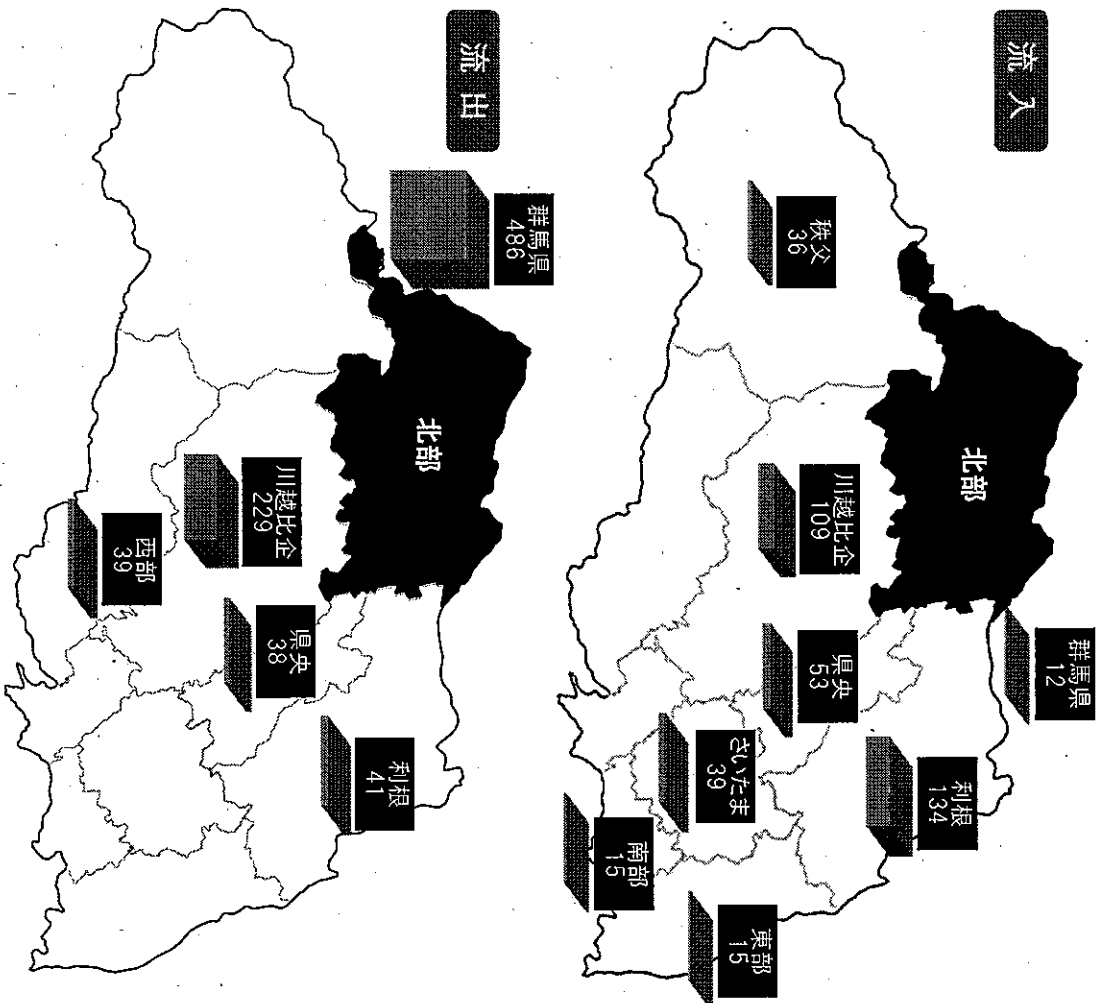 流入
秩父
36
北部
川越比企
109
県央
53
群馬県
12
さいたま
39
利根
134
南部
15
東部
15
流出
群馬県
486
北部
川越比企
229
西部
39
県央
38
利根
41